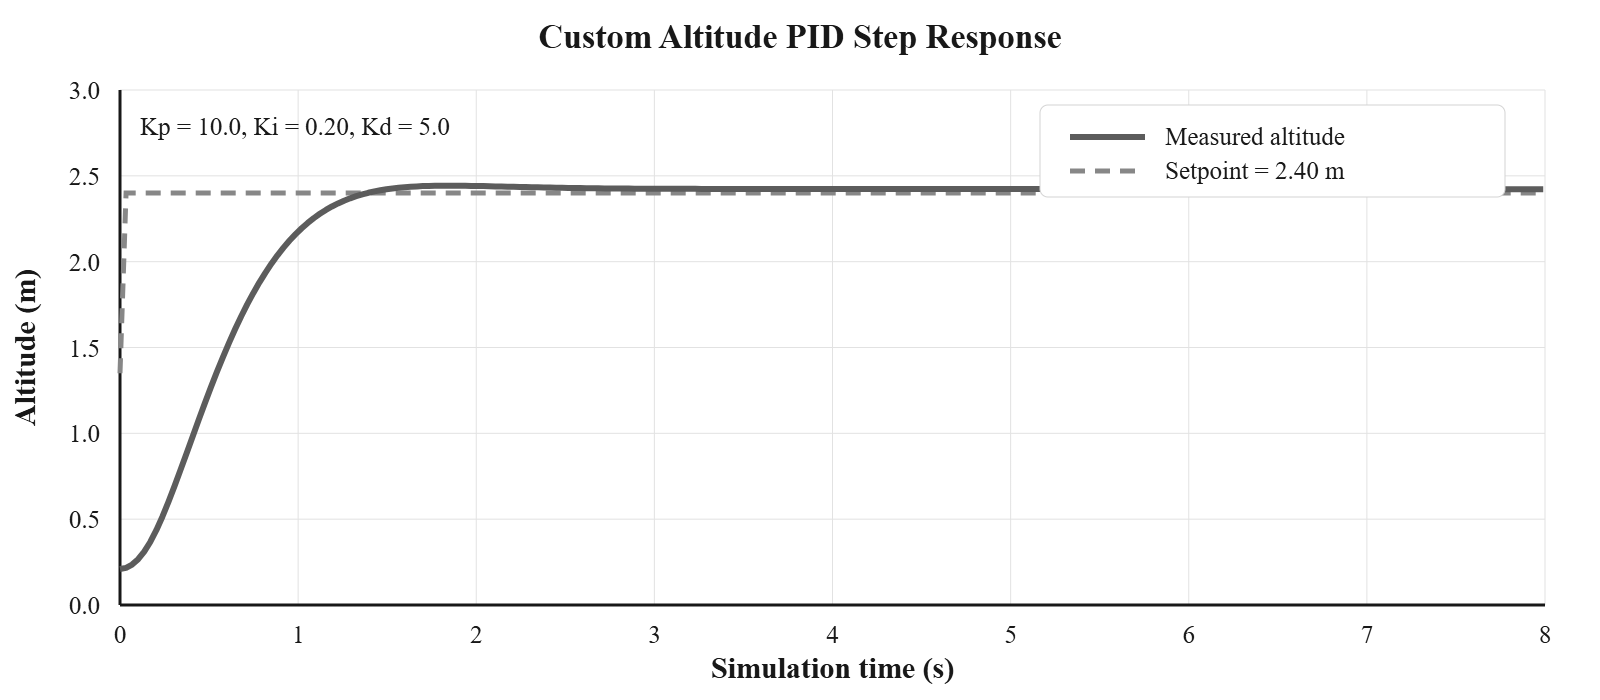 Custom Altitude PID Step Response
Kp = 10.0, Ki = 0.20, Kd = 5.0
Measured altitude
Setpoint = 2.40 m
Altitude (m)
3.0
2.5
2.0
1.5
1.0
0.5
0.0
0 1 2 3 4 5 6 7 8
Simulation time (s)